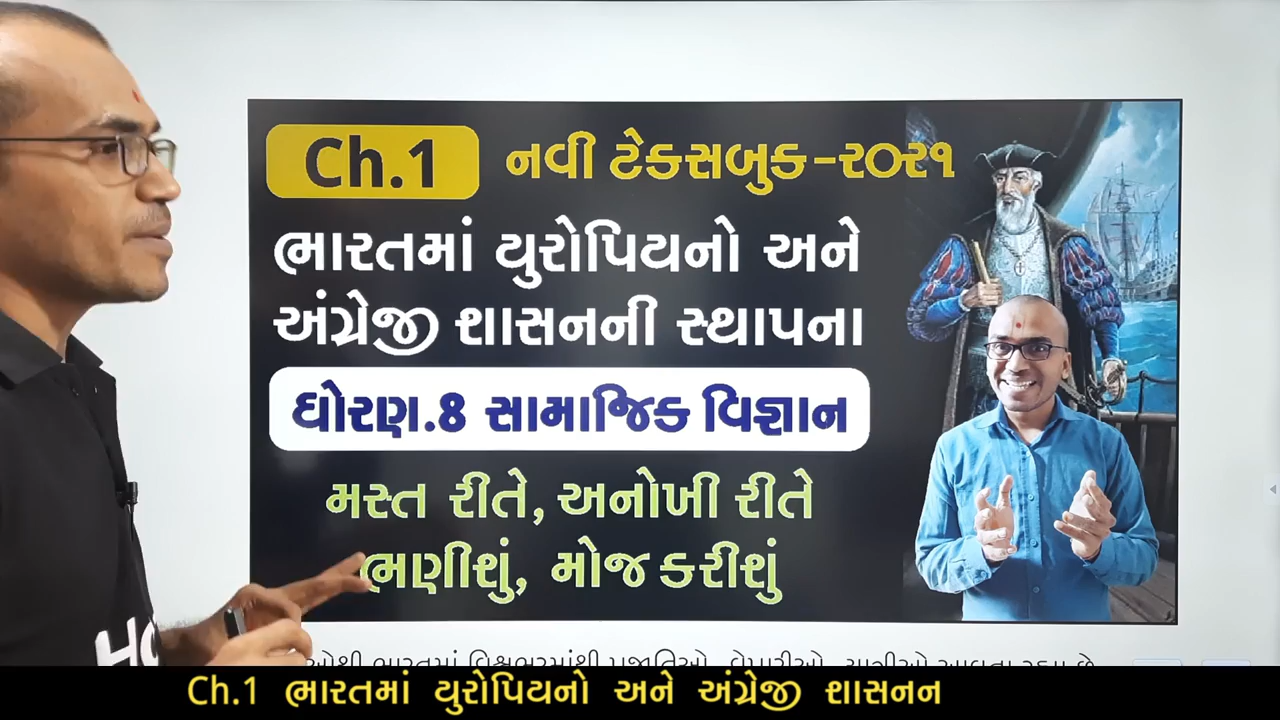 Ch.1 નવી ટેકસબુક-૨૦૨૧
ભારતમાં યુરોપિયનો અને
અંગ્રેજી શાસનની સ્થાપના
ધોરણ.8 સામાજિક વિજ્ઞાન
મસ્ત રીતે, અનોખી રીતે
ભણીશું, મોજ કરીશું
Ch.1 ભારતમાં યુરોપિયનો અને અંગ્રેજી શાસનન